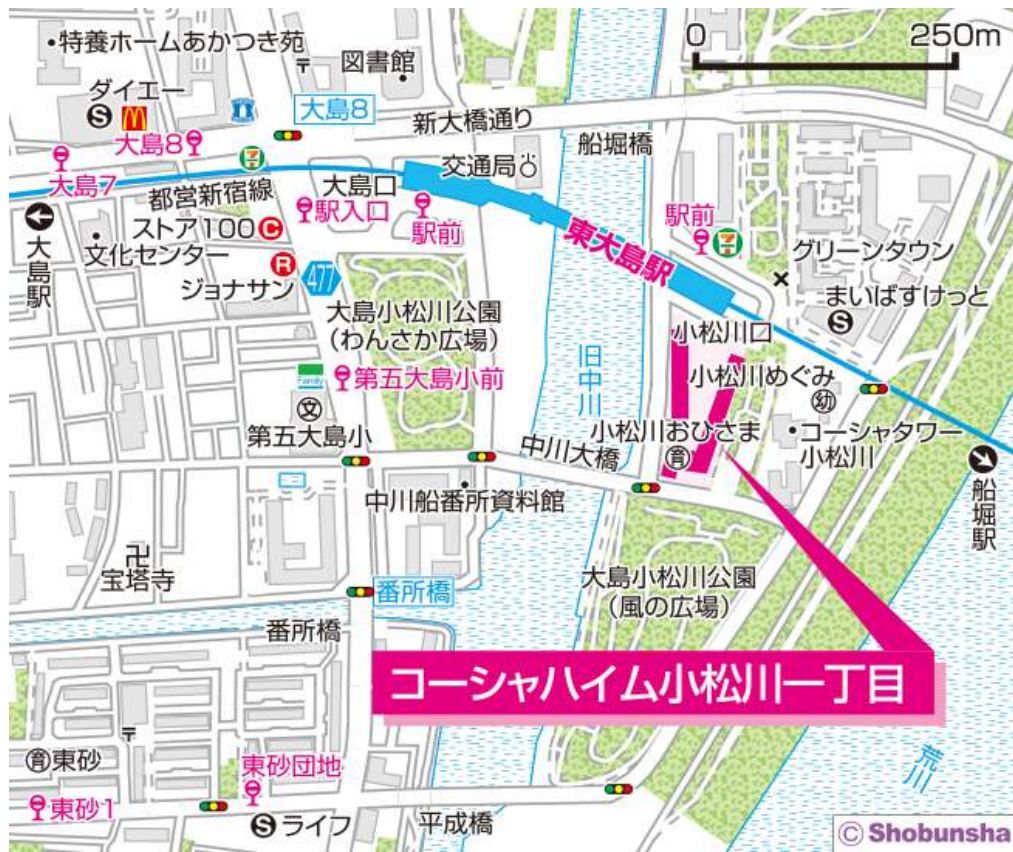 ・特養ホームあかつき苑
〒
図書館
0
250m
ダイエー
S
M
大島8
新大橋通り
大島8
船堀橋
交通局
大島7
都営新宿線
大島口
駅入口
駅前
駅前
東大島駅
ストア100
C
文化センター
大島駅
R
ジョナサン
477
グリーンタウン
まいばすけっと
S
大島小松川公園
(わんさか広場)
小松川口
旧中川
Family
第五大島小前
小松川めぐみ
幼
文
第五大島小
小松川おひさま
育
コーシャタワー
小松川
中川大橋
船堀駅
中川船番所資料館
卍
宝塔寺
大島小松川公園
(風の広場)
番所橋
番所橋
コーシャハイム小松川一丁目
〒
荒川
育東砂
東砂団地
東砂1
Sライフ
平成橋
© Shobunsha